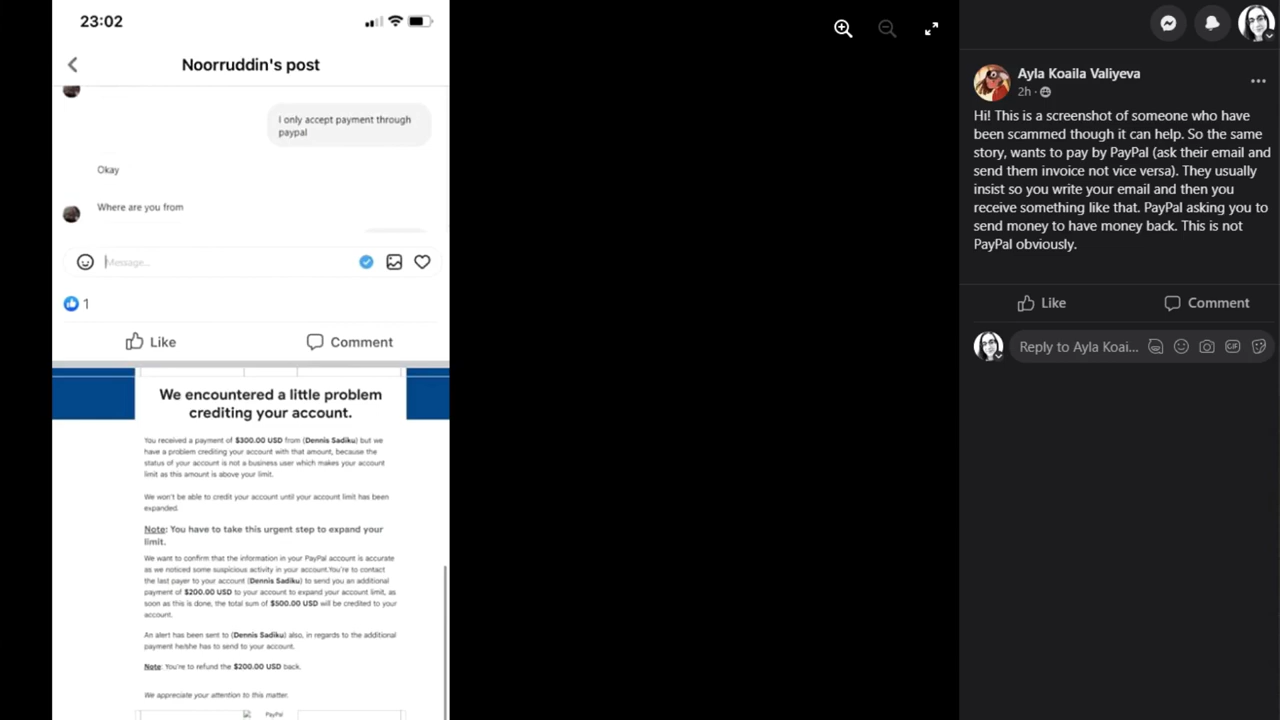 23:02
Noorruddin's post
I only accept payment through
paypal
Okay
Where are you from
Message...
1
Like
Comment
We encountered a little problem
crediting your account.
You received a payment of $300.00 USD from (Dennis Sadiku) but we
have a problem crediting your account with that amount, because the
status of your account is not a business user which makes your account
limit as this amount is above your limit.
We won't be able to credit your account until your account limit has been
expanded.
Note: You have to take this urgent step to expand your
limit.
We want to confirm that the information in your PayPal account is accurate
as we noticed some suspicious activity in your account.You're to contact
the last payer to your account (Dennis Sadiku) to send you an additional
payment of $200.00 USD to your account to expand your account limit, as
soon as this is done, the total sum of $500.00 USD will be credited to your
account.
An alert has been sent to (Dennis Sadiku) also, in regards to the additional
payment he/she has to send to your account.
Note: You're to refund the $200.00 USD back.
We appreciate your attention to this matter.
PayPal
Ayla Koaila Valiyeva
2h ·
Hi! This is a screenshot of someone who have
been scammed though it can help. So the same
story, wants to pay by PayPal (ask their email and
send them invoice not vice versa). They usually
insist so you write your email and then you
receive something like that. PayPal asking you to
send money to have money back. This is not
PayPal obviously.
Like
Comment
Reply to Ayla Koai...
GIF